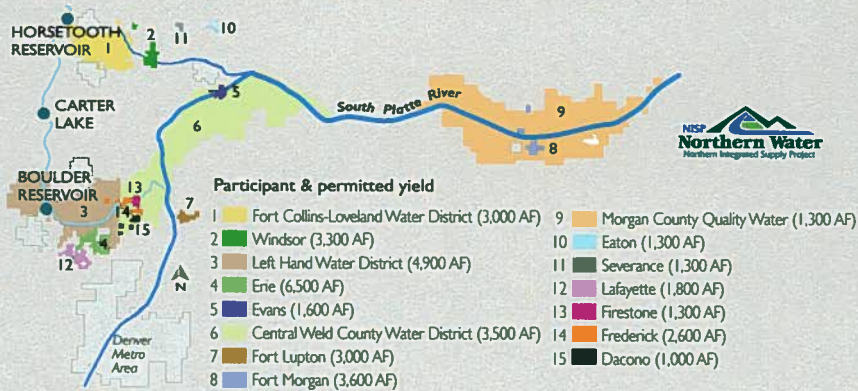 HORSETOOTH
RESERVOIR
1
2
11
10
CARTER
LAKE
5
6
South Platte River
9
8
NISP
Northern Water
Northern Integrated Supply Project
BOULDER
RESERVOIR
3
13
14
15
4
12
7
N
Denver
Metro
Area
Participant & permitted yield
1 Fort Collins-Loveland Water District (3,000 AF)
2 Windsor (3,300 AF)
3 Left Hand Water District (4,900 AF)
4 Erie (6,500 AF)
5 Evans (1,600 AF)
6 Central Weld County Water District (3,500 AF)
7 Fort Lupton (3,000 AF)
8 Fort Morgan (3,600 AF)
9 Morgan County Quality Water (1,300 AF)
10 Eaton (1,300 AF)
11 Severance (1,300 AF)
12 Lafayette (1,800 AF)
13 Firestone (1,300 AF)
14 Frederick (2,600 AF)
15 Dacono (1,000 AF)